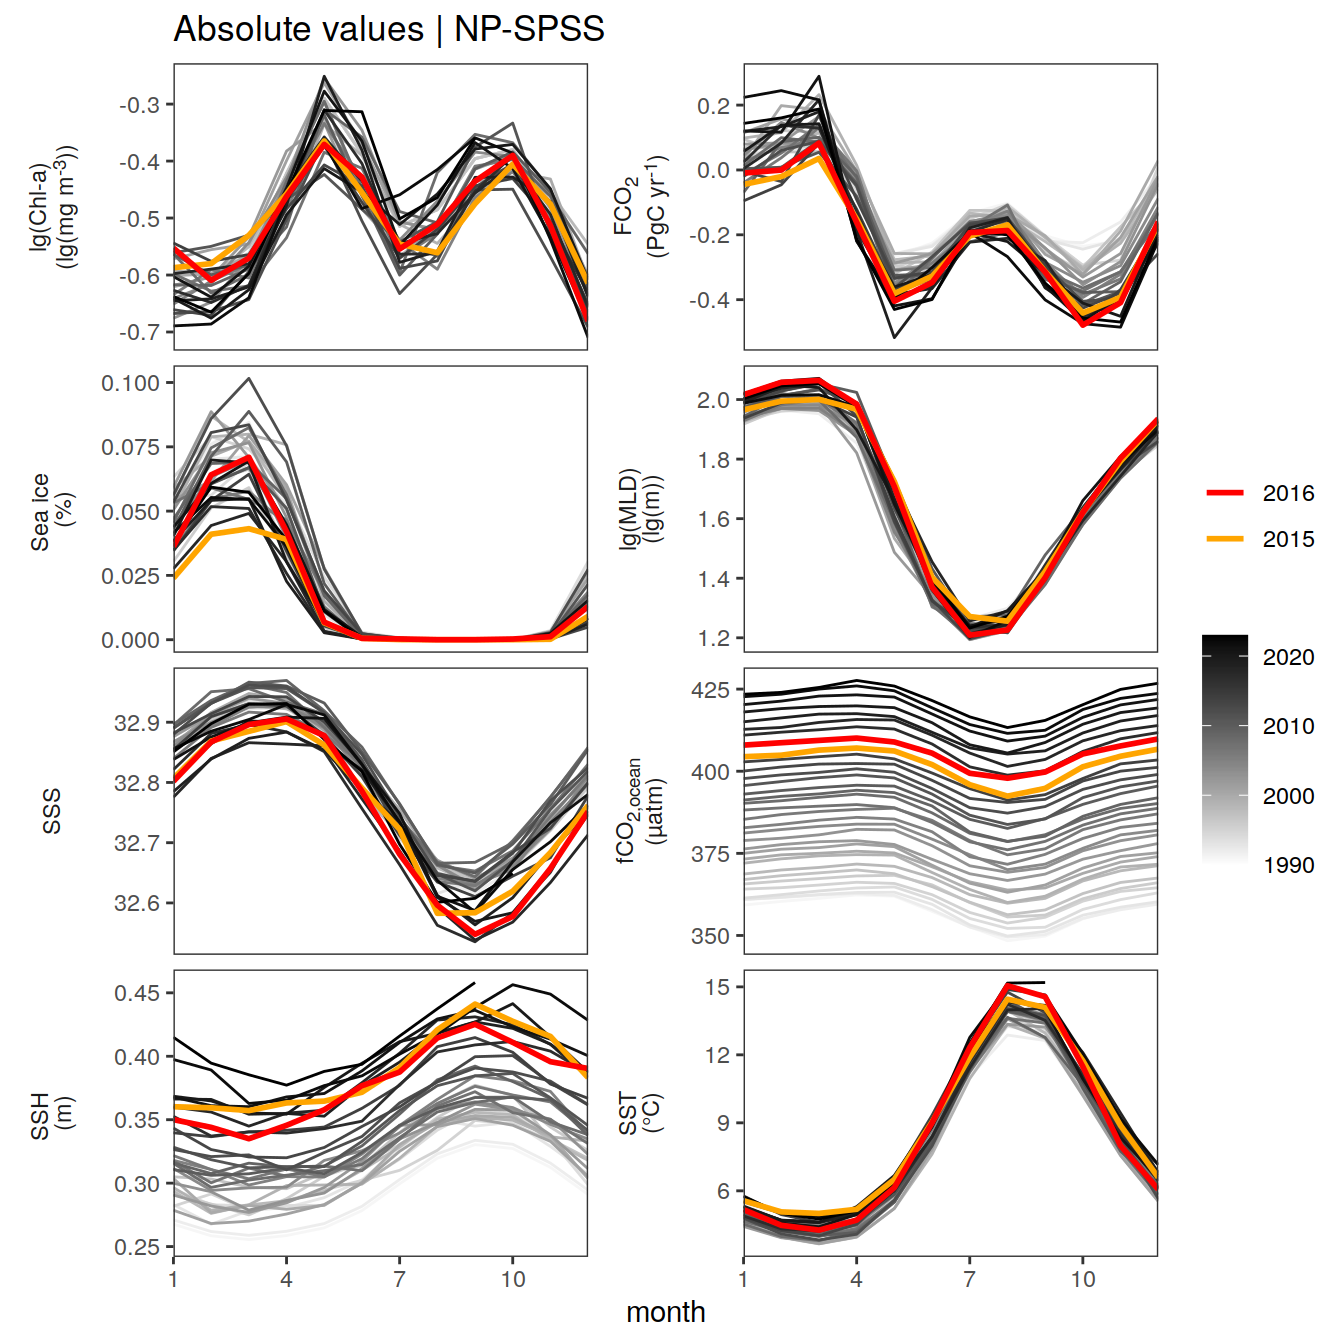 Absolute values | NP-SPSS
lg(Chl-a)
(lg(mg m⁻³))
-0.3
-0.4
-0.5
-0.6
-0.7
FCO₂
(PgC yr⁻¹)
0.2
0.0
-0.2
-0.4
Sea ice
(%)
0.100
0.075
0.050
0.025
0.000
lg(MLD)
(lg(m))
2.0
1.8
1.6
1.4
1.2
SSS
32.9
32.8
32.7
32.6
fCO₂,ocean
(µatm)
425
400
375
350
SSH
(m)
0.45
0.40
0.35
0.30
0.25
SST
(°C)
15
12
9
6
1 4 7 10
1 4 7 10
month
2016
2015
2020
2010
2000
1990